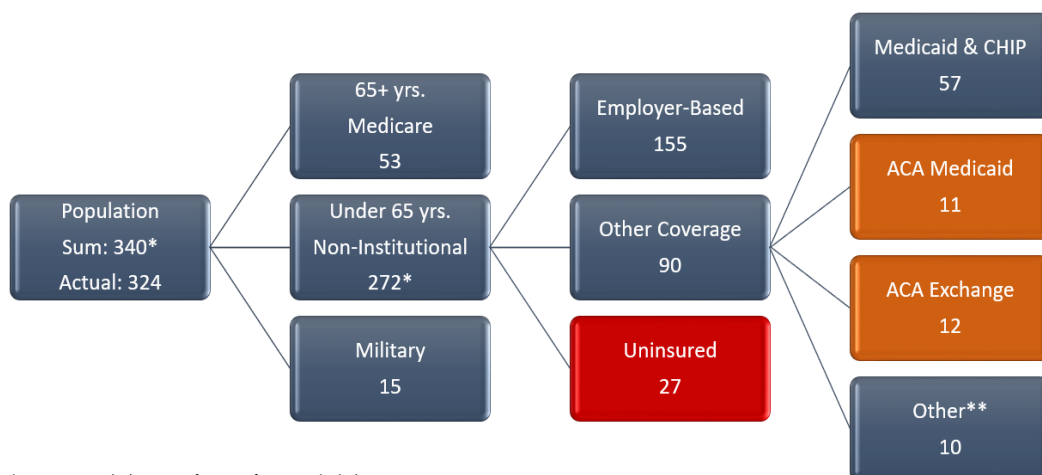 Population
Sum: 340*
Actual: 324
65+ yrs.
Medicare
53
Under 65 yrs.
Non-Institutional
272*
Military
15
Employer-Based
155
Other Coverage
90
Uninsured
27
Medicaid & CHIP
57
ACA Medicaid
11
ACA Exchange
12
Other**
10